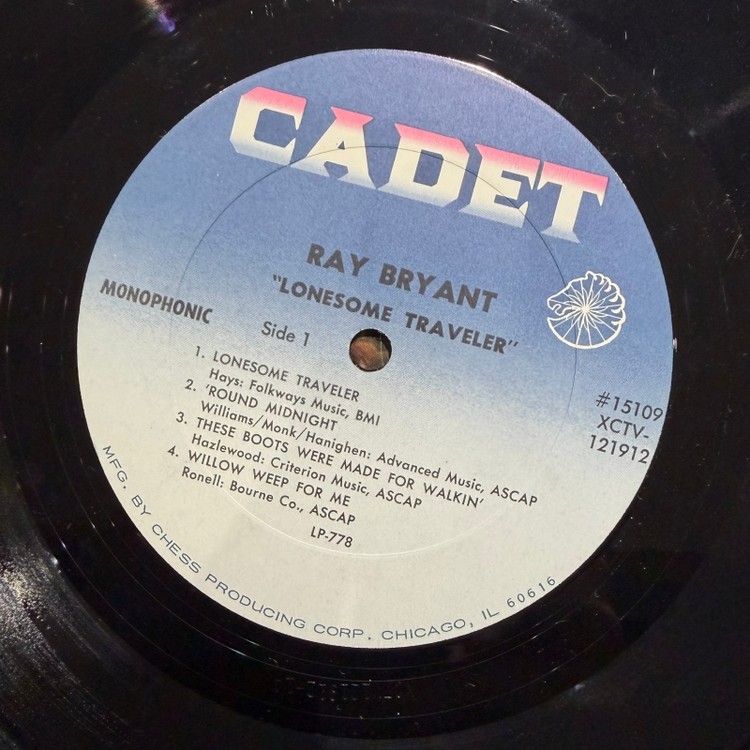 CADET
RAY BRYANT
"LONESOME TRAVELER"
MONOPHONIC
Side 1
1. LONESOME TRAVELER
Hays: Folkways Music, BMI
2. 'ROUND MIDNIGHT
Williams/Monk/Hanighen: Advanced Music, ASCAP
3. THESE BOOTS WERE MADE FOR WALKIN'
Hazlewood: Criterion Music, ASCAP
4. WILLOW WEEP FOR ME
Ronell: Bourne Co., ASCAP
LP-778
#15109
XCTV-
121912
MFG. BY CHESS PRODUCING CORP. CHICAGO, IL 60616